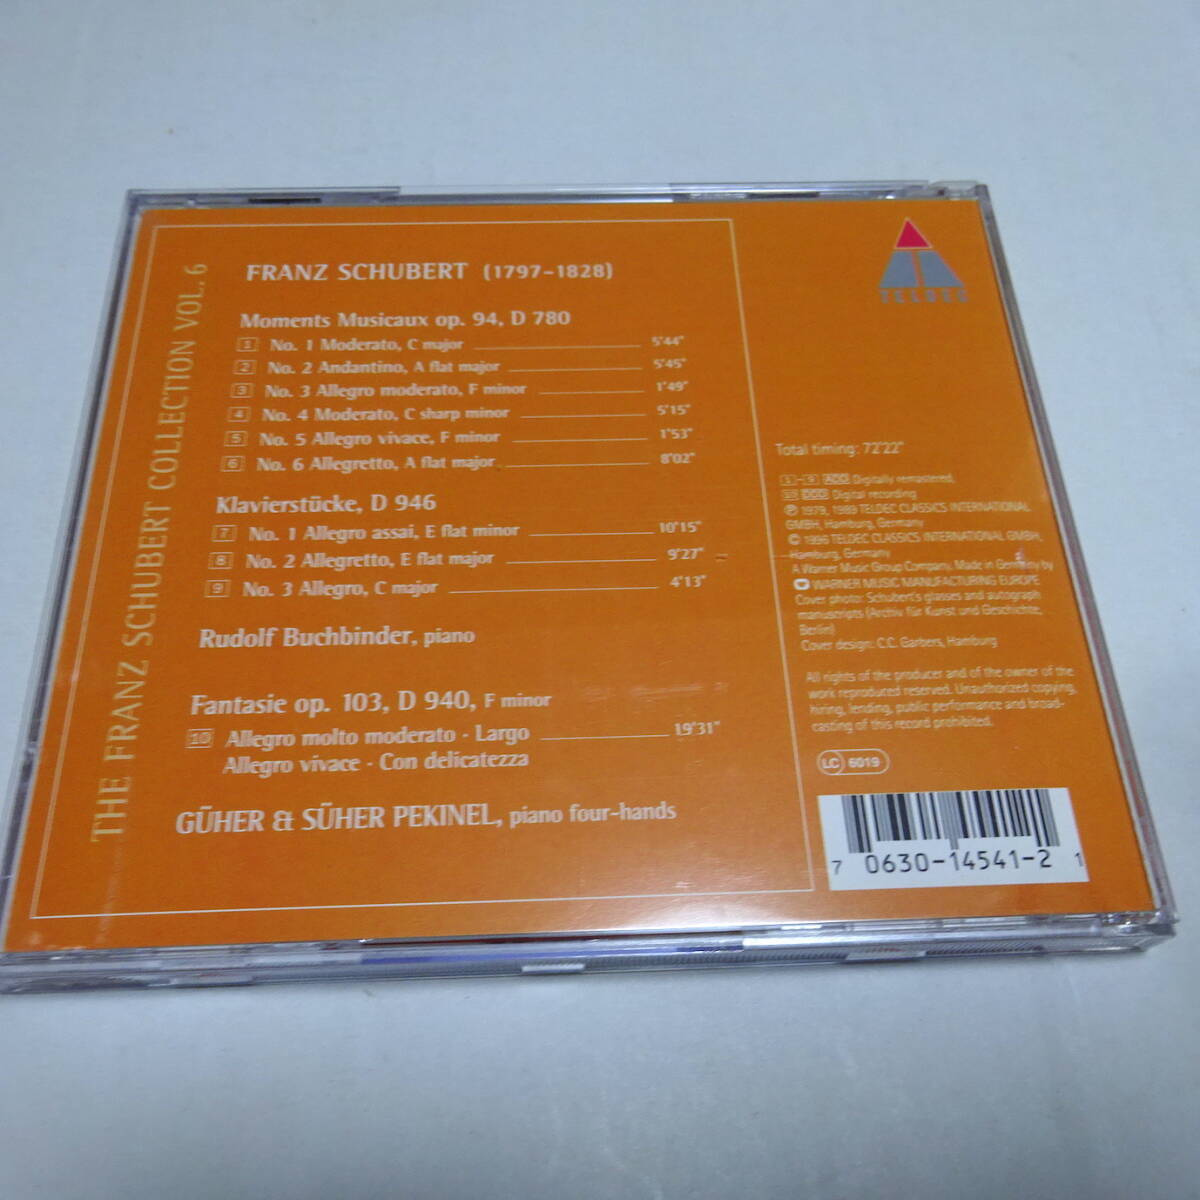 THE FRANZ SCHUBERT COLLECTION VOL. 6
FRANZ SCHUBERT (1797–1828)
Moments Musicaux op. 94, D 780
1 No. 1 Moderato, C major 5'44"
2 No. 2 Andantino, A flat major 5'45"
3 No. 3 Allegro moderato, F minor 1'49"
4 No. 4 Moderato, C sharp minor 5'15"
5 No. 5 Allegro vivace, F minor 1'53"
6 No. 6 Allegretto, A flat major 8'02"
Klavierstücke, D 946
7 No. 1 Allegro assai, E flat minor 10'15"
8 No. 2 Allegretto, E flat major 9'27"
9 No. 3 Allegro, C major 4'13"
Rudolf Buchbinder, piano
Fantasie op. 103, D 940, F minor
10 Allegro molto moderato · Largo 19'31"
Allegro vivace · Con delicatezza
GÜHER & SÜHER PEKINEL, piano four-hands
TELDEC
Total timing: 72'22"
1–9 ADD Digitally remastered,
10 DDD Digital recording
℗ 1979, 1989 TELDEC CLASSICS INTERNATIONAL
GMBH, Hamburg, Germany
© 1996 TELDEC CLASSICS INTERNATIONAL GMBH,
Hamburg, Germany
A Warner Music Group Company. Made in Germany by
WARNER MUSIC MANUFACTURING EUROPE
Cover photo: Schubert's glasses and autograph
manuscripts (Archiv für Kunst und Geschichte,
Berlin)
Cover design: C.C. Garbers, Hamburg
All rights of the producer and of the owner of the
work reproduced reserved. Unauthorized copying,
hiring, lending, public performance and broad-
casting of this record prohibited.
LC 6019
7 0630-14541-2 1